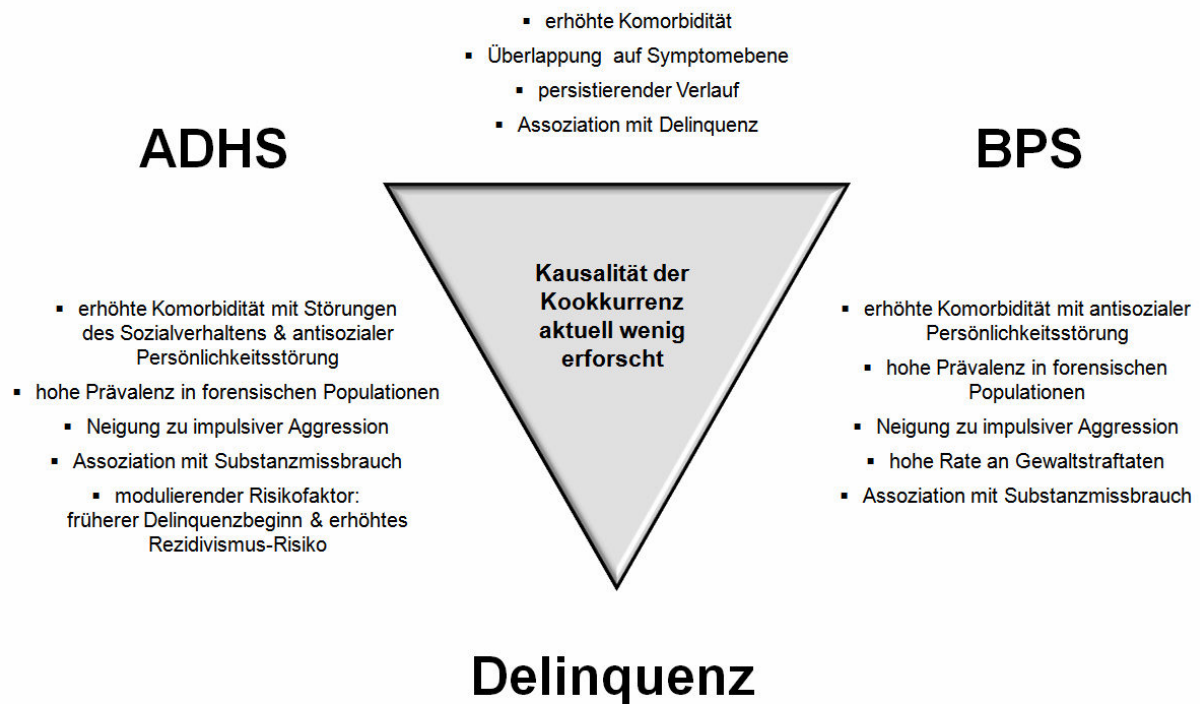 ▪ erhöhte Komorbidität
▪ Überlappung auf Symptomebene
▪ persistierender Verlauf
▪ Assoziation mit Delinquenz
ADHS
BPS
Kausalität der
Kookkurrenz
aktuell wenig
erforscht
▪ erhöhte Komorbidität mit Störungen
des Sozialverhaltens & antisozialer
Persönlichkeitsstörung
▪ hohe Prävalenz in forensischen Populationen
▪ Neigung zu impulsiver Aggression
▪ Assoziation mit Substanzmissbrauch
▪ modulierender Risikofaktor:
früherer Delinquenzbeginn & erhöhtes
Rezidivismus-Risiko
▪ erhöhte Komorbidität mit antisozialer
Persönlichkeitsstörung
▪ hohe Prävalenz in forensischen
Populationen
▪ Neigung zu impulsiver Aggression
▪ hohe Rate an Gewaltstraftaten
▪ Assoziation mit Substanzmissbrauch
Delinquenz